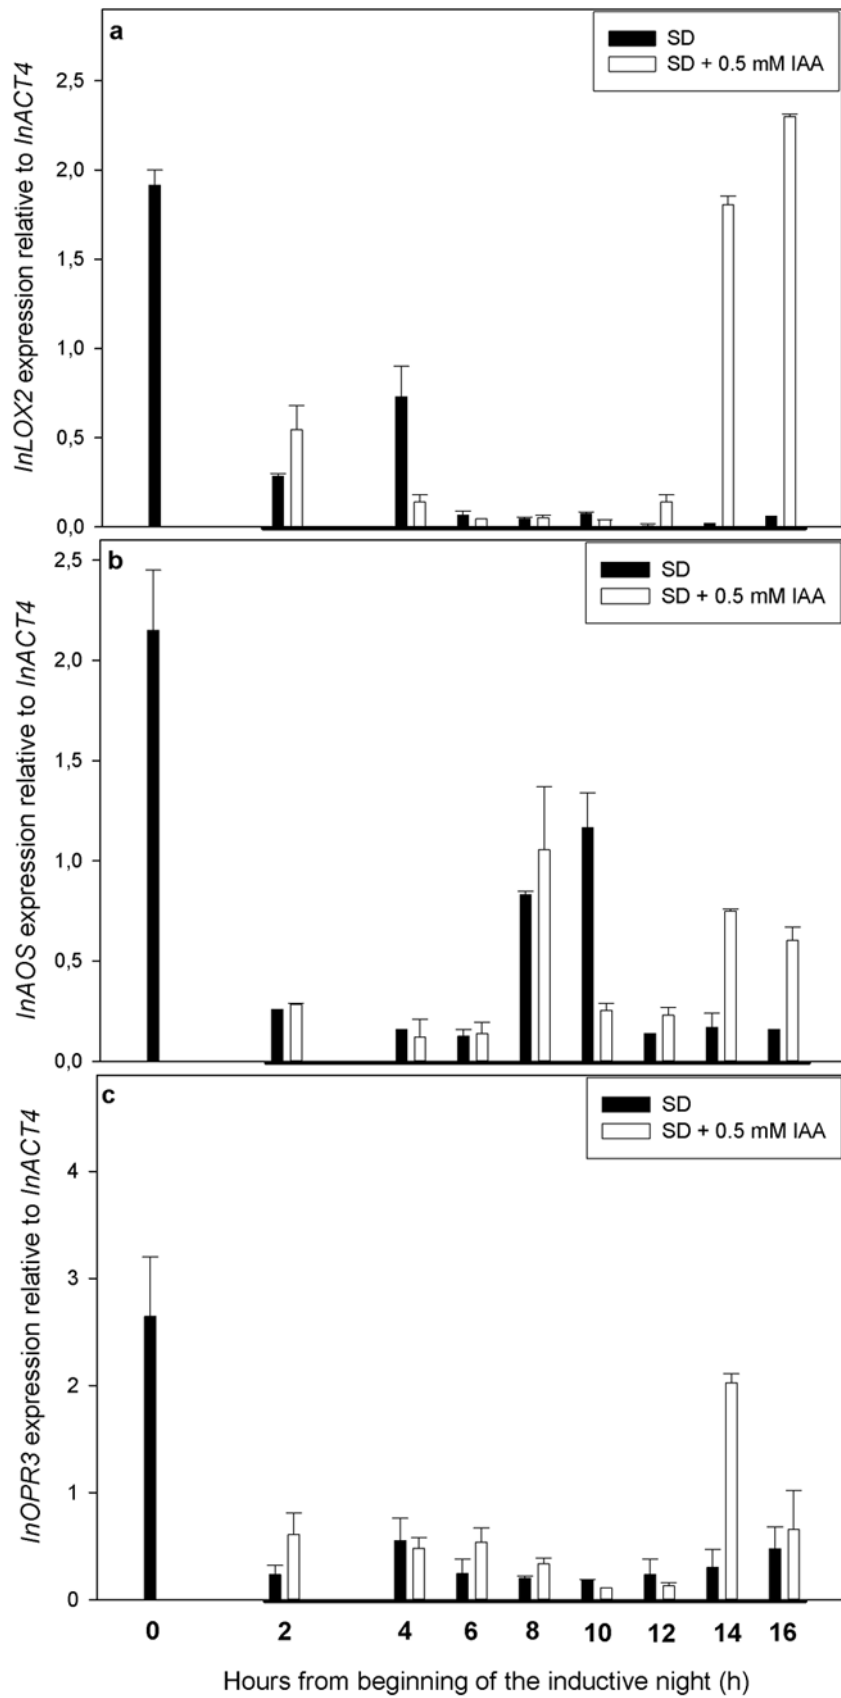 a
SD
SD + 0.5 mM IAA
2,5
2,0
1,5
1,0
0,5
0,0
InLOX2 expression relative to InACT4
b
SD
SD + 0.5 mM IAA
2,5
2,0
1,5
1,0
0,5
0,0
InAOS expression relative to InACT4
c
SD
SD + 0.5 mM IAA
4
3
2
1
0
InOPR3 expression relative to InACT4
0 2 4 6 8 10 12 14 16
Hours from beginning of the inductive night (h)